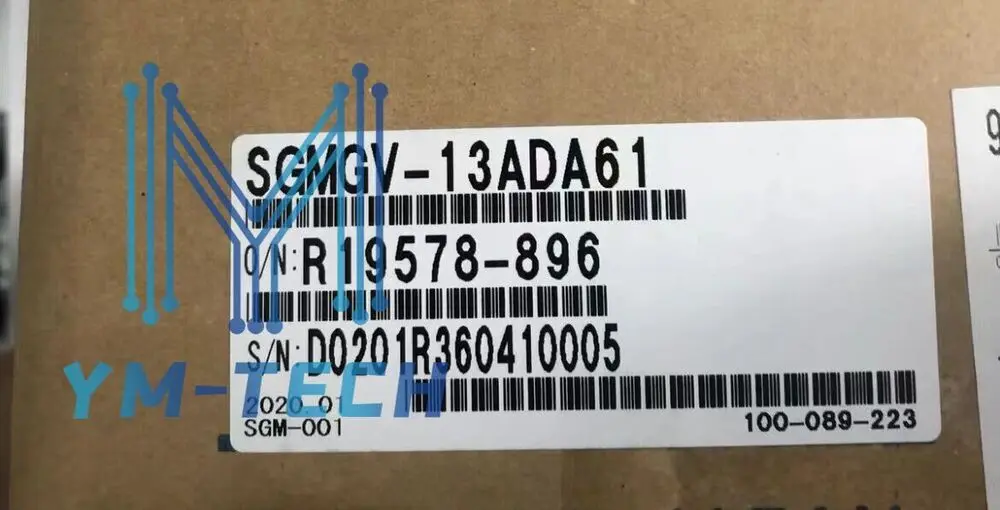 SGMGV-13ADA61
O/N: R19578-896
S/N: D0201R360410005
2020.01
SGM-001
100-089-223
YM-TECH